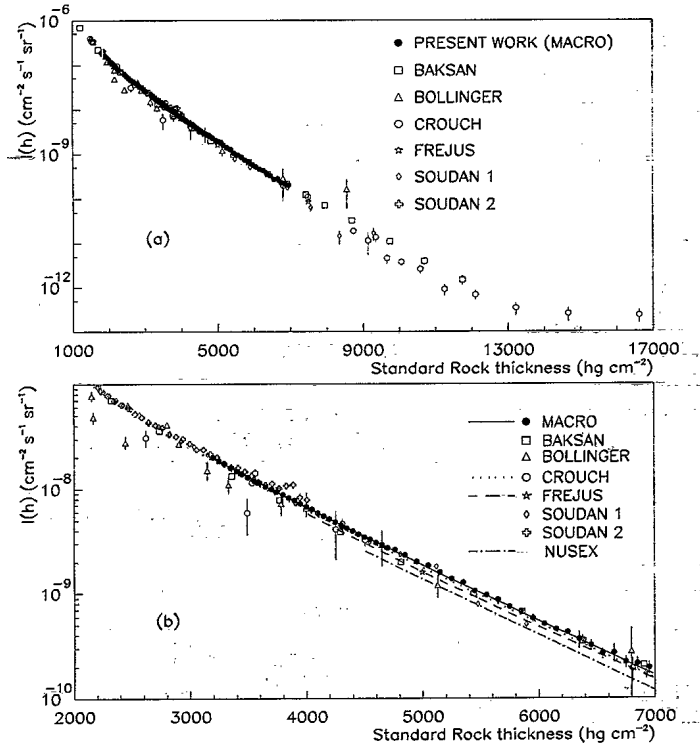 10⁻⁶
10⁻⁹
10⁻¹²
I(h) (cm⁻² s⁻¹ sr⁻¹)
PRESENT WORK (MACRO)
BAKSAN
BOLLINGER
CROUCH
FREJUS
SOUDAN 1
SOUDAN 2
(a)
1000 5000 9000 13000 17000
Standard Rock thickness (hg cm⁻²)
I(h) (cm⁻² s⁻¹ sr⁻¹)
10⁻⁸
10⁻⁹
10⁻¹⁰
MACRO
BAKSAN
BOLLINGER
CROUCH
FREJUS
SOUDAN 1
SOUDAN 2
NUSEX
(b)
2000 3000 4000 5000 6000 7000
Standard Rock thickness (hg cm⁻²)